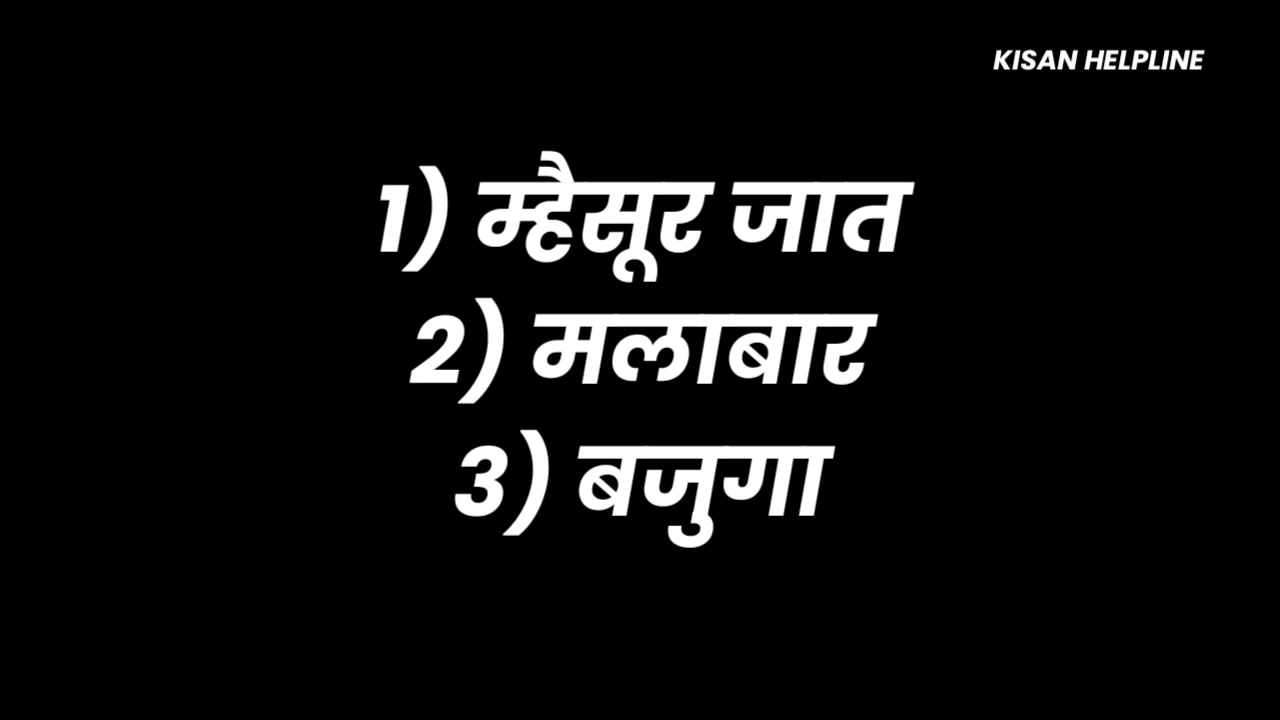 KISAN HELPLINE
1) म्हैसूर जात
2) मलाबार
3) बजुगा